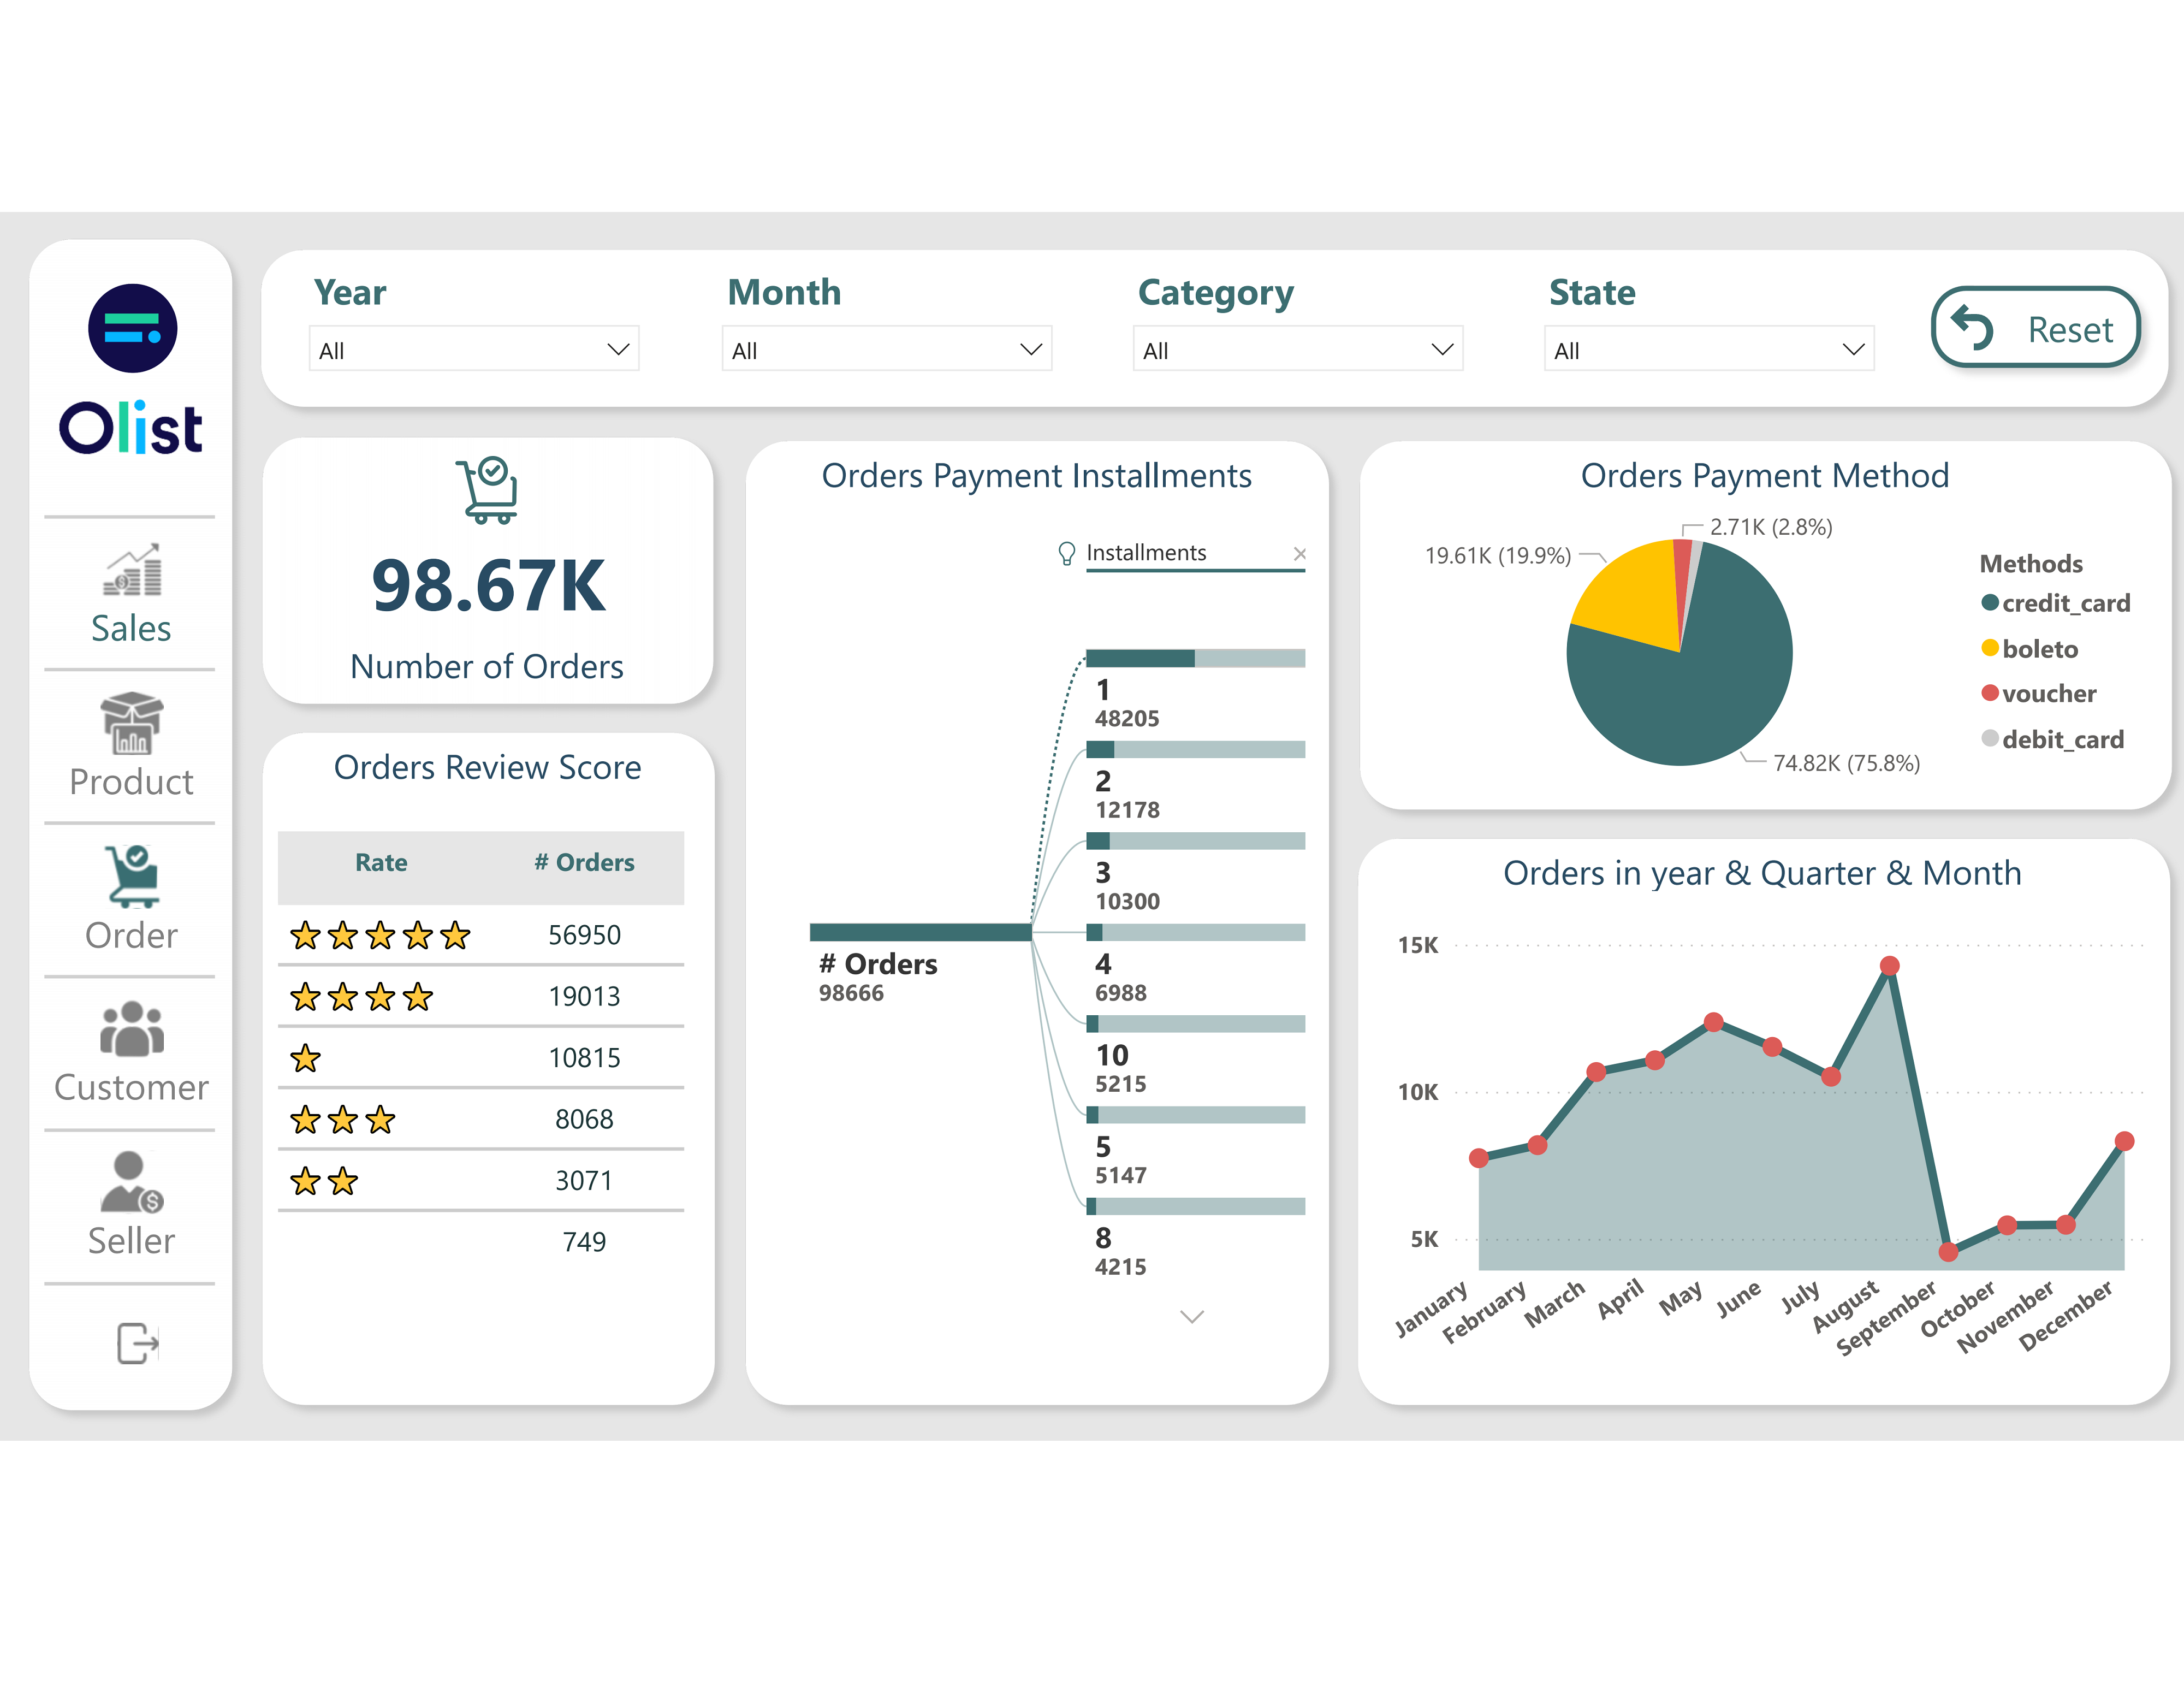 Olist
Sales
Product
Order
Customer
Seller
Year
All
Month
All
Category
All
State
All
Reset
98.67K
Number of Orders
Orders Review Score
Rate # Orders
56950
19013
10815
8068
3071
749
Orders Payment Installments
Installments
# Orders
98666
1
48205
2
12178
3
10300
4
6988
10
5215
5
5147
8
4215
Orders Payment Method
2.71K (2.8%)
19.61K (19.9%)
74.82K (75.8%)
Methods
credit_card
boleto
voucher
debit_card
Orders in year & Quarter & Month
15K
10K
5K
January
February
March
April
May
June
July
August
September
October
November
December